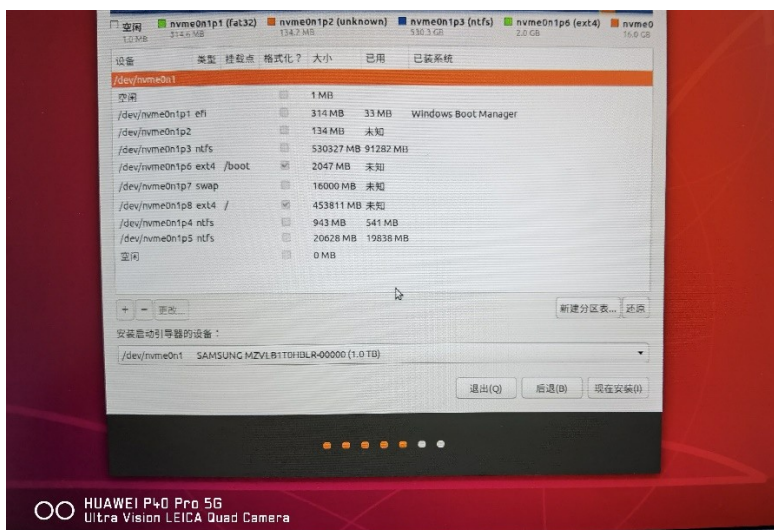 空闲 nvme0n1p1 (fat32) nvme0n1p2 (unknown) nvme0n1p3 (ntfs) nvme0n1p6 (ext4) nvme0
1.0 MB 314.6 MB 134.2 MB 530.3 GB 2.0 GB 16.0 GB
设备 类型 挂载点 格式化? 大小 已用 已装系统
/dev/nvme0n1
空闲 1 MB
/dev/nvme0n1p1 efi 314 MB 33 MB Windows Boot Manager
/dev/nvme0n1p2 134 MB 未知
/dev/nvme0n1p3 ntfs 530327 MB 91282 MB
/dev/nvme0n1p6 ext4 /boot 2047 MB 未知
/dev/nvme0n1p7 swap 16000 MB 未知
/dev/nvme0n1p8 ext4 / 453811 MB 未知
/dev/nvme0n1p4 ntfs 943 MB 541 MB
/dev/nvme0n1p5 ntfs 20628 MB 19838 MB
空闲 0 MB
+ - 更改... 新建分区表... 还原
安装启动引导器的设备：
/dev/nvme0n1 SAMSUNG MZVLB1T0HBLR-00000 (1.0 TB)
退出(Q) 后退(B) 现在安装(I)
HUAWEI P40 Pro 5G
Ultra Vision LEICA Quad Camera